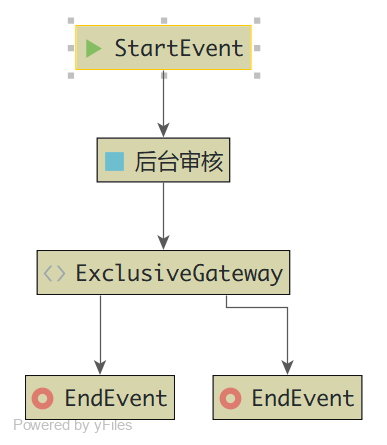 StartEvent
后台审核
ExclusiveGateway
EndEvent
EndEvent
Powered by yFiles